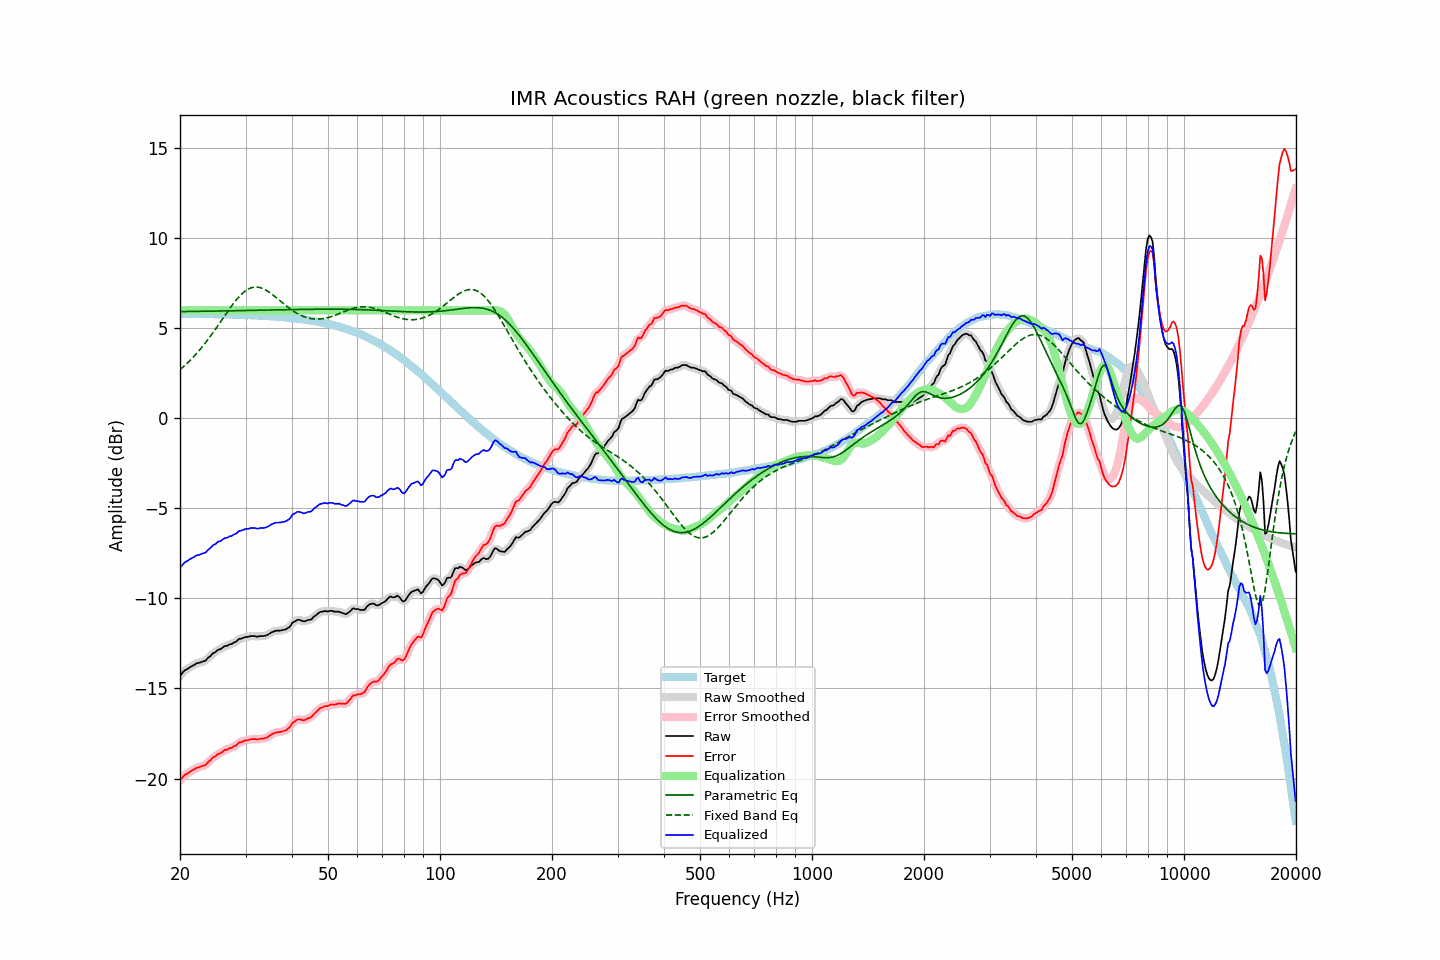 IMR Acoustics RAH (green nozzle, black filter)
15
10
5
0
−5
−10
−15
−20
Amplitude (dBr)
Target
Raw Smoothed
Error Smoothed
Raw
Error
Equalization
Parametric Eq
Fixed Band Eq
Equalized
20 50 100 200 500 1000 2000 5000 10000 20000
Frequency (Hz)